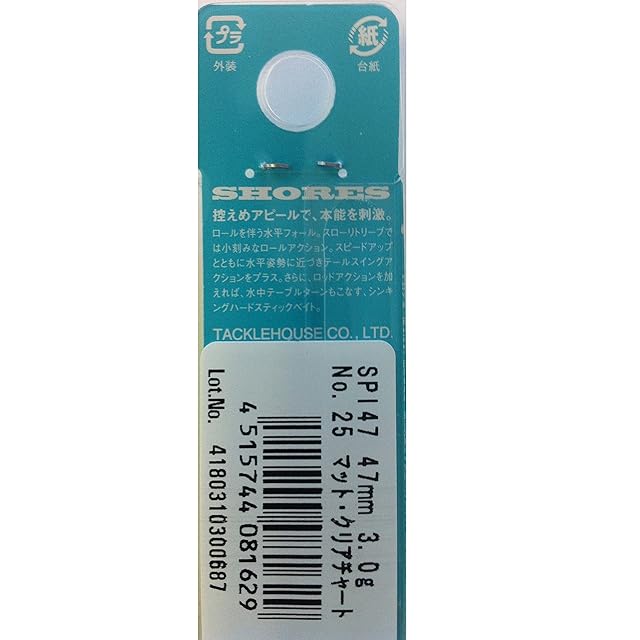 プラ
外装
紙
台紙
SHORES
控えめアピールで、本能を刺激。
ロールを伴う水平フォール。スローリトリーブで
は小刻みなロールアクション。スピードアップ
とともに水平姿勢に近づきテールスイングア
クションをプラス。さらに、ロッドアクションを加
えれば、水中テーブルターンもこなす、シンキ
ングハードスティックベイト。
TACKLEHOUSE CO., LTD.
SPI47 47mm 3.0g
No. 25 マット・クリアチャート
4 515744 081629
Lot.No. 4180310300687